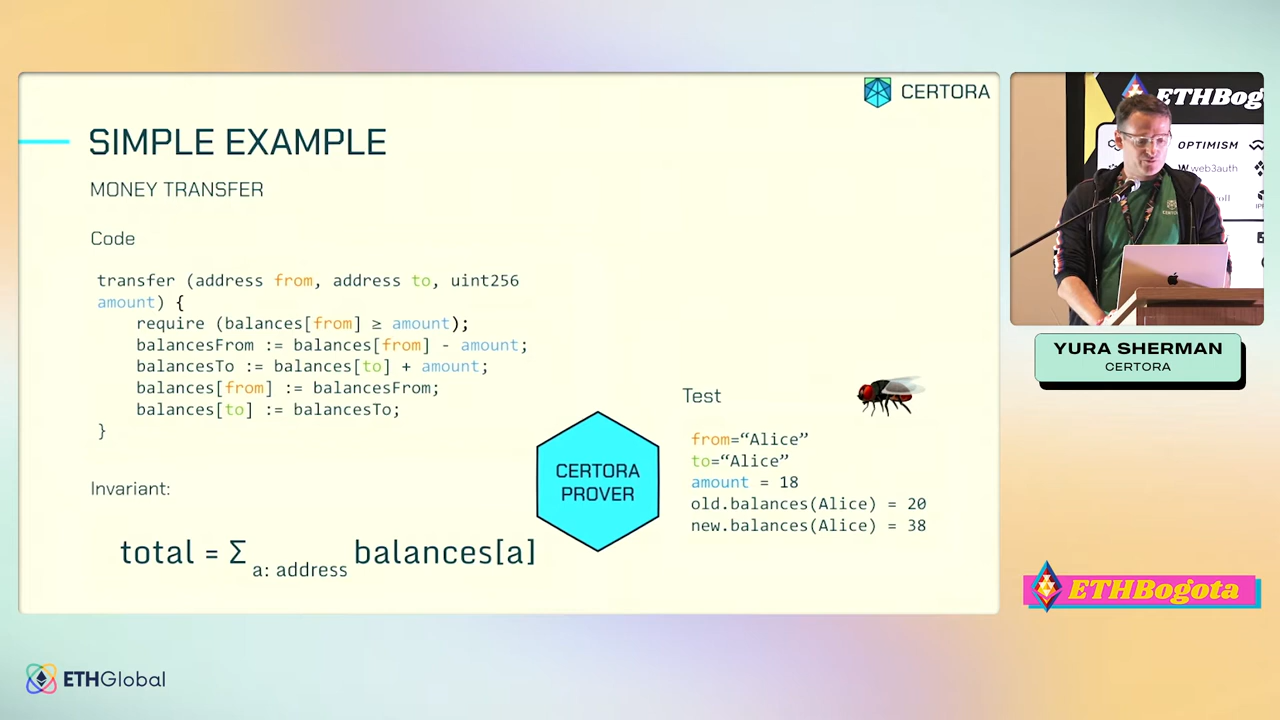 CERTORA
SIMPLE EXAMPLE
MONEY TRANSFER
Code
transfer (address from, address to, uint256
amount) {
require (balances[from] ≥ amount);
balancesFrom := balances[from] - amount;
balancesTo := balances[to] + amount;
balances[from] := balancesFrom;
balances[to] := balancesTo;
}
Invariant:
total = Σ a: address balances[a]
CERTORA
PROVER
Test
from=“Alice”
to=“Alice”
amount = 18
old.balances(Alice) = 20
new.balances(Alice) = 38
ETHBog
OPTIMISM
web3auth
YURA SHERMAN
CERTORA
ETHBogota
ETHGlobal